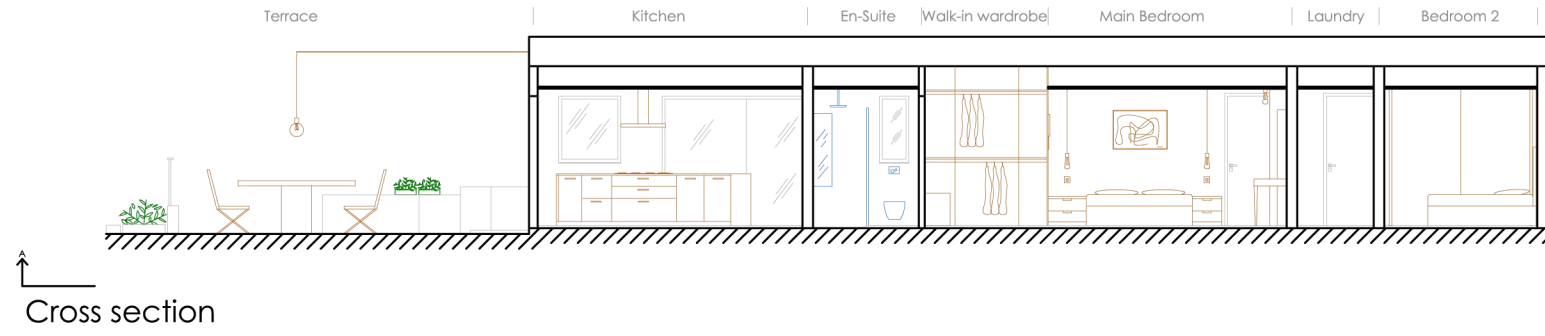 Terrace
Kitchen
En-Suite
Walk-in wardrobe
Main Bedroom
Laundry
Bedroom 2
A
Cross section